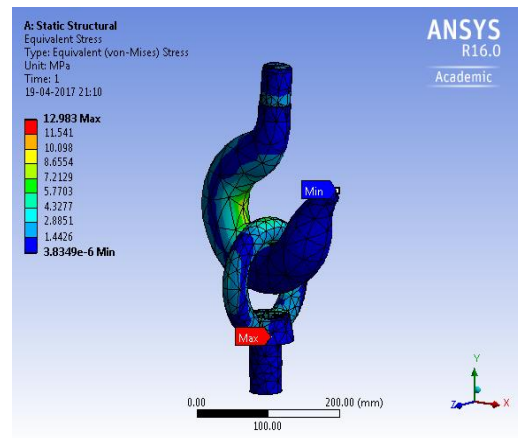 A: Static Structural
Equivalent Stress
Type: Equivalent (von-Mises) Stress
Unit: MPa
Time: 1
19-04-2017 21:10
12.983 Max
11.541
10.098
8.6554
7.2129
5.7703
4.3277
2.8851
1.4426
3.8349e-6 Min
ANSYS
R16.0
Academic
Min
Max
0.00
200.00 (mm)
100.00
Y
Z
X